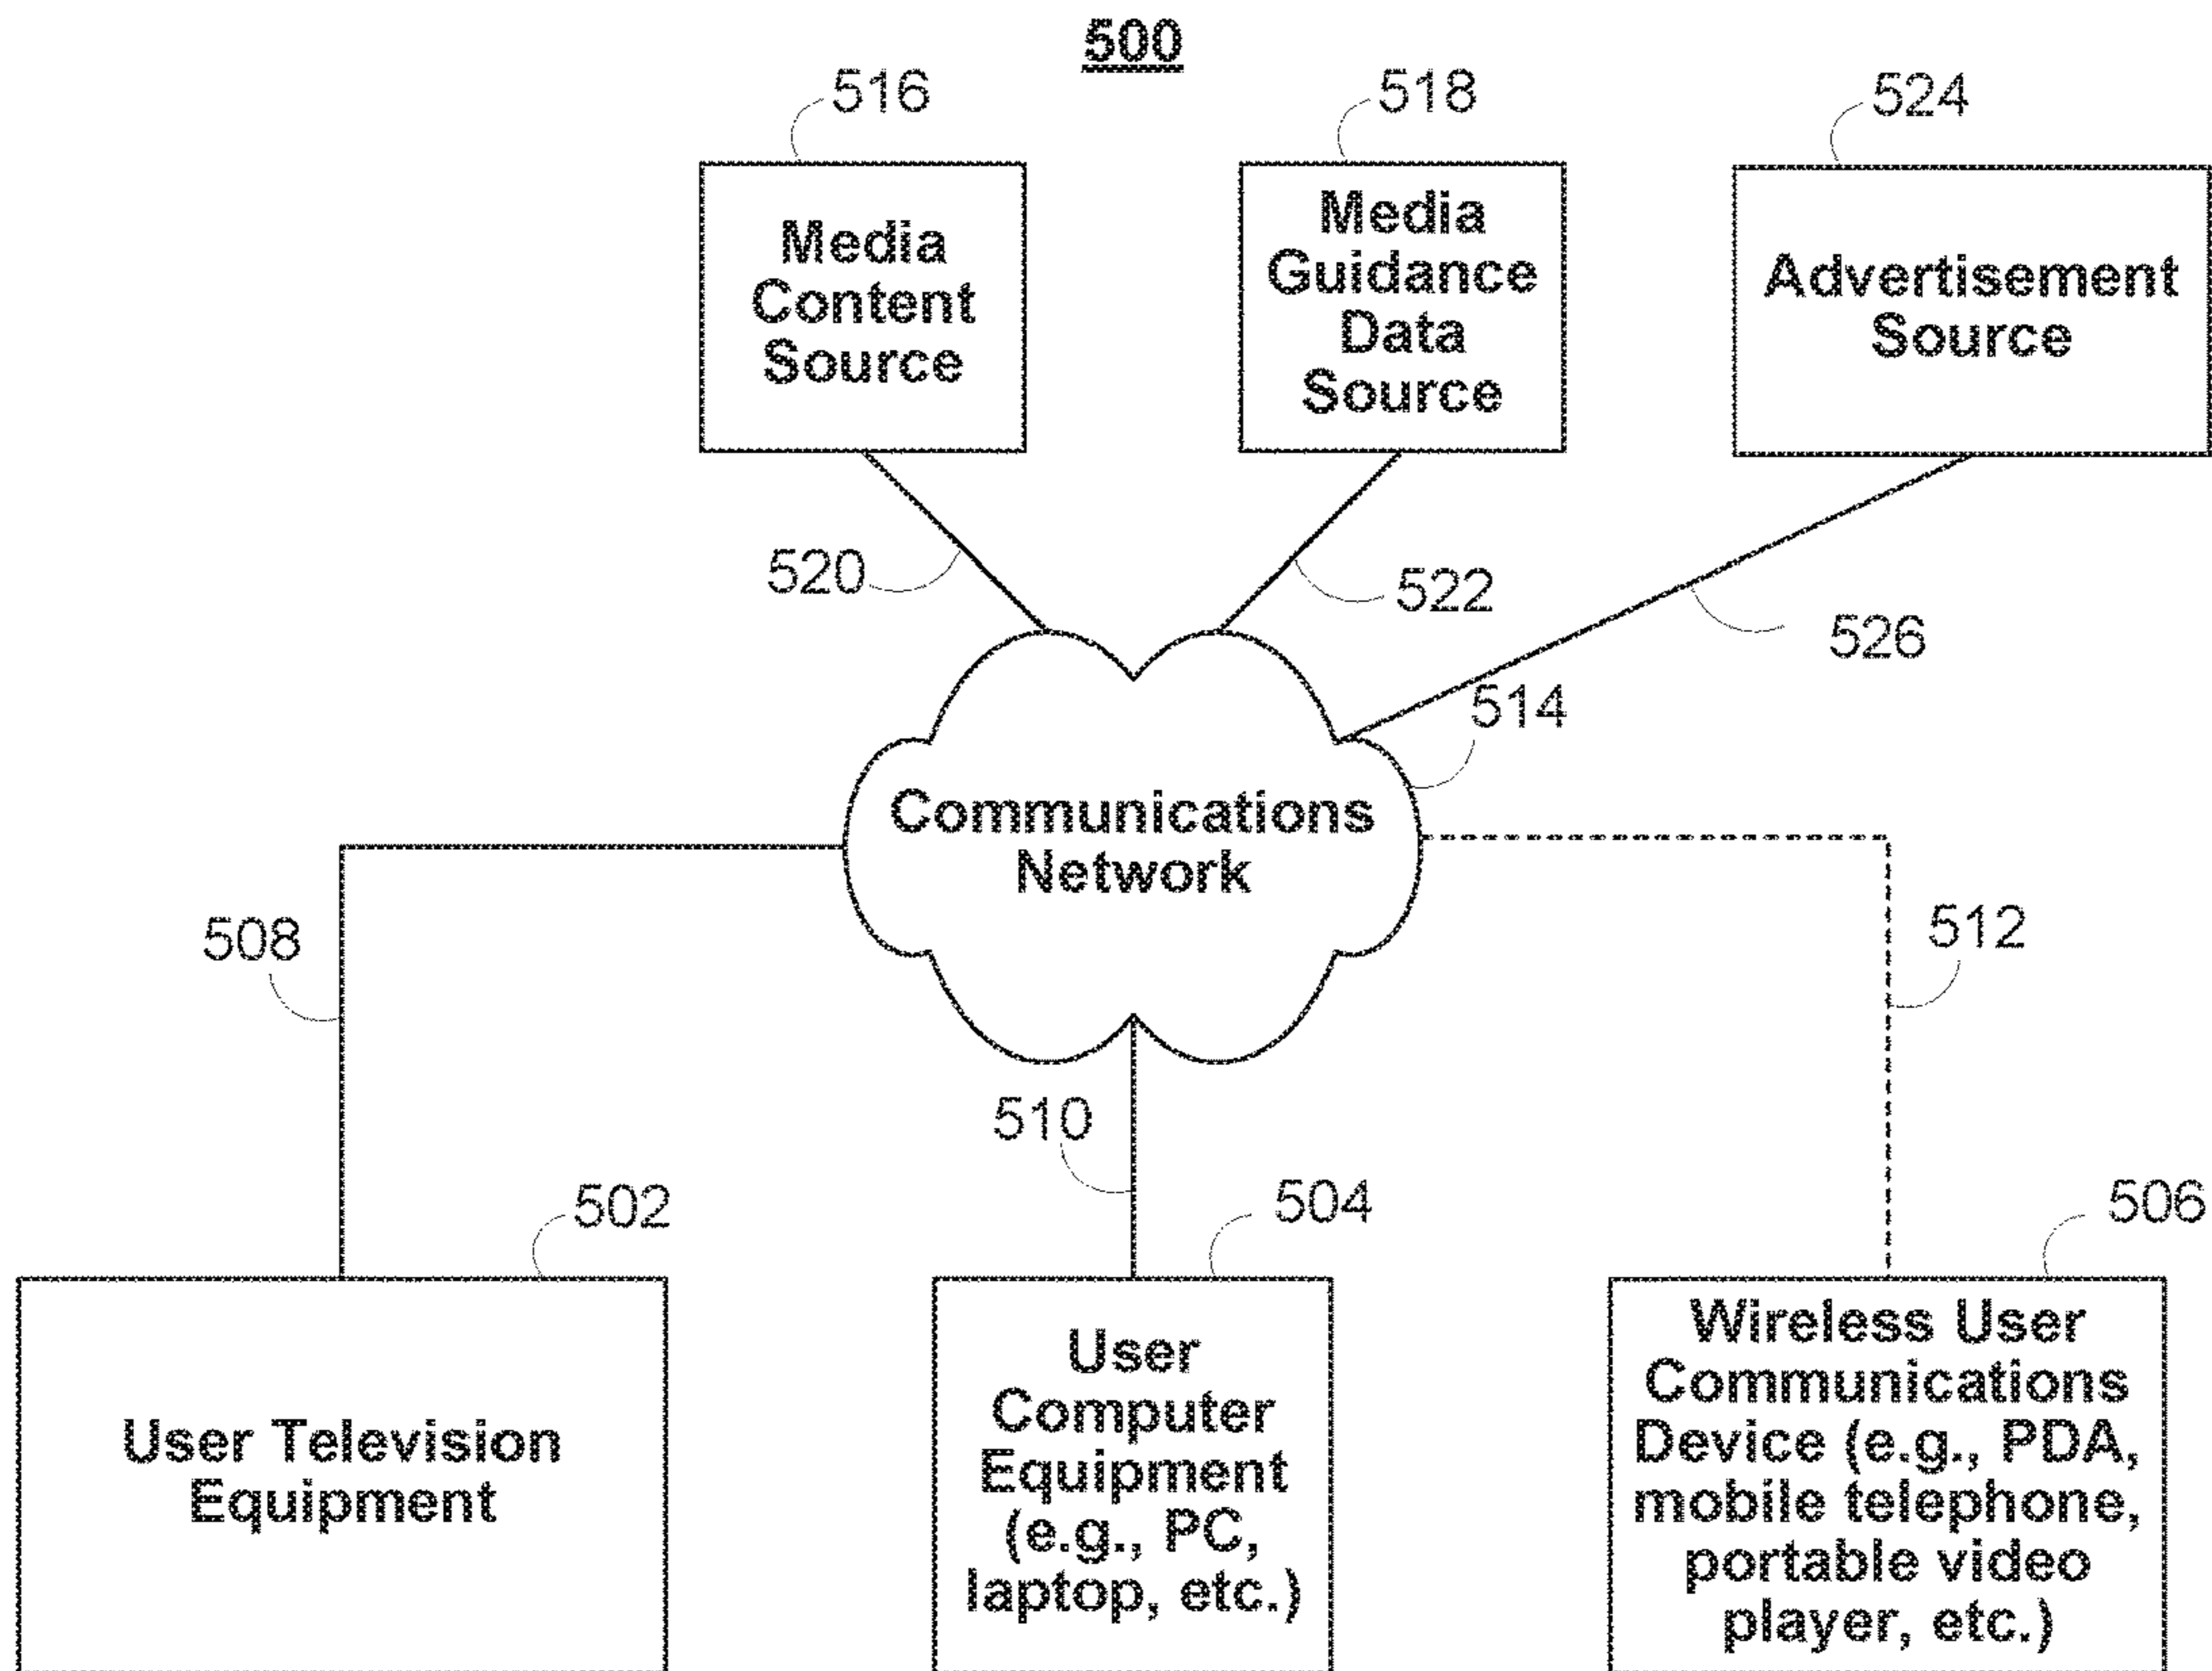 500
516
518
524
Media
Content
Source
Media
Guidance
Data
Source
Advertisement
Source
520
522
526
514
Communications
Network
508
512
510
502
504
506
User Television
Equipment
User
Computer
Equipment
(e.g., PC,
laptop, etc.)
Wireless User
Communications
Device (e.g., PDA,
mobile telephone,
portable video
player, etc.)